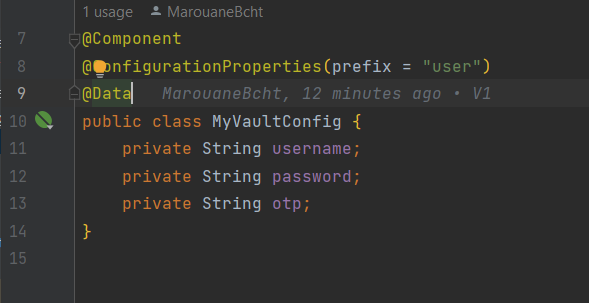 1 usage MarouaneBcht
7 @Component
8 @ConfigurationProperties(prefix = "user")
9 @Data MarouaneBcht, 12 minutes ago • V1
10 public class MyVaultConfig {
11 private String username;
12 private String password;
13 private String otp;
14 }
15